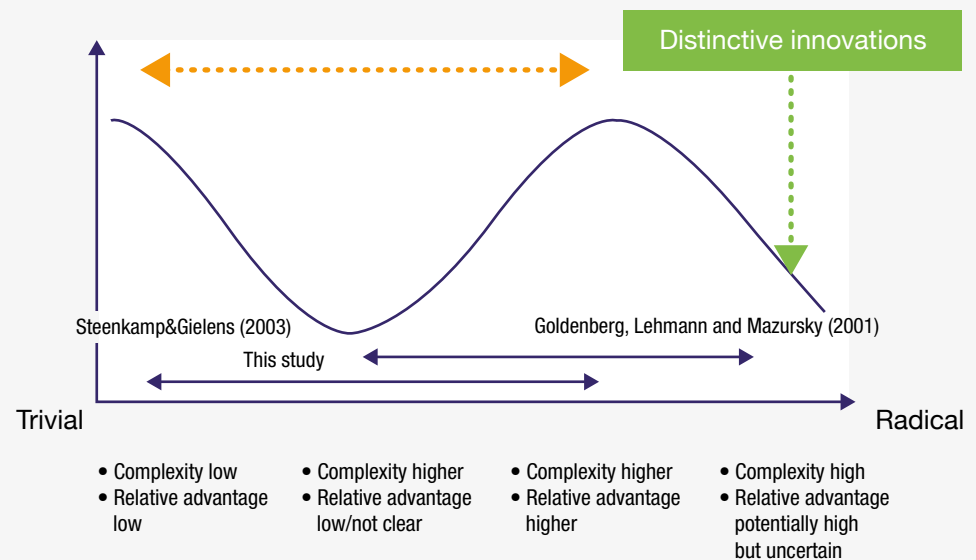 Distinctive innovations
Steenkamp&Gielens (2003)
Goldenberg, Lehmann and Mazursky (2001)
This study
Trivial
Radical
• Complexity low
• Relative advantage
low
• Complexity higher
• Relative advantage
low/not clear
• Complexity higher
• Relative advantage
higher
• Complexity high
• Relative advantage
potentially high
but uncertain